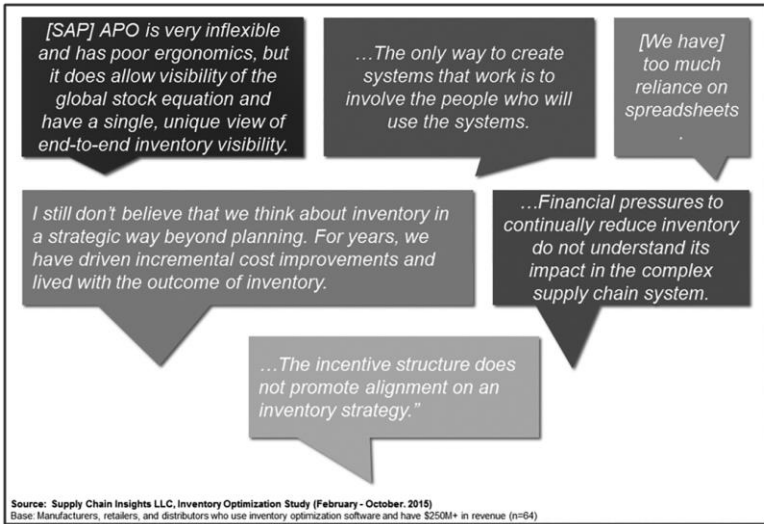 [SAP] APO is very inflexible
and has poor ergonomics, but
it does allow visibility of the
global stock equation and
have a single, unique view of
end-to-end inventory visibility.
…The only way to create
systems that work is to
involve the people who will
use the systems.
[We have]
too much
reliance on
spreadsheets
.
I still don't believe that we think about inventory in
a strategic way beyond planning. For years, we
have driven incremental cost improvements and
lived with the outcome of inventory.
…Financial pressures to
continually reduce inventory
do not understand its
impact in the complex
supply chain system.
…The incentive structure does
not promote alignment on an
inventory strategy.”
Source: Supply Chain Insights LLC, Inventory Optimization Study (February - October. 2015)
Base: Manufacturers, retailers, and distributors who use inventory optimization software and have $250M+ in revenue (n=64)